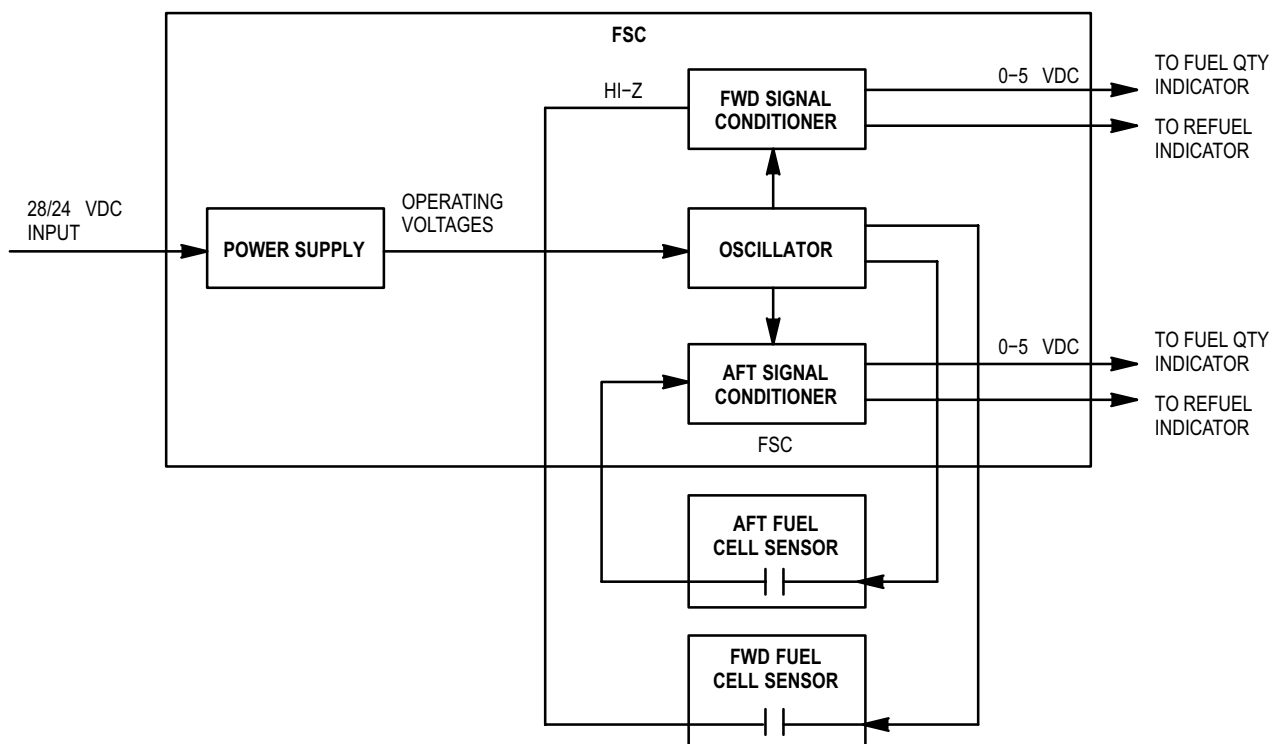 FSC
HI−Z
FWD SIGNAL
CONDITIONER
0−5 VDC
TO FUEL QTY
INDICATOR
TO REFUEL
INDICATOR
28/24 VDC
INPUT
POWER SUPPLY
OPERATING
VOLTAGES
OSCILLATOR
AFT SIGNAL
CONDITIONER
0−5 VDC
TO FUEL QTY
INDICATOR
TO REFUEL
INDICATOR
FSC
AFT FUEL
CELL SENSOR
FWD FUEL
CELL SENSOR